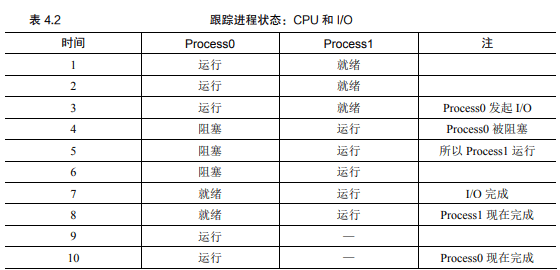 表 4.2 跟踪进程状态：CPU 和 I/O
时间 Process0 Process1 注
1 运行 就绪
2 运行 就绪
3 运行 就绪 Process0 发起 I/O
4 阻塞 运行 Process0 被阻塞
5 阻塞 运行 所以 Process1 运行
6 阻塞 运行
7 就绪 运行 I/O 完成
8 就绪 运行 Process1 现在完成
9 运行 —
10 运行 — Process0 现在完成